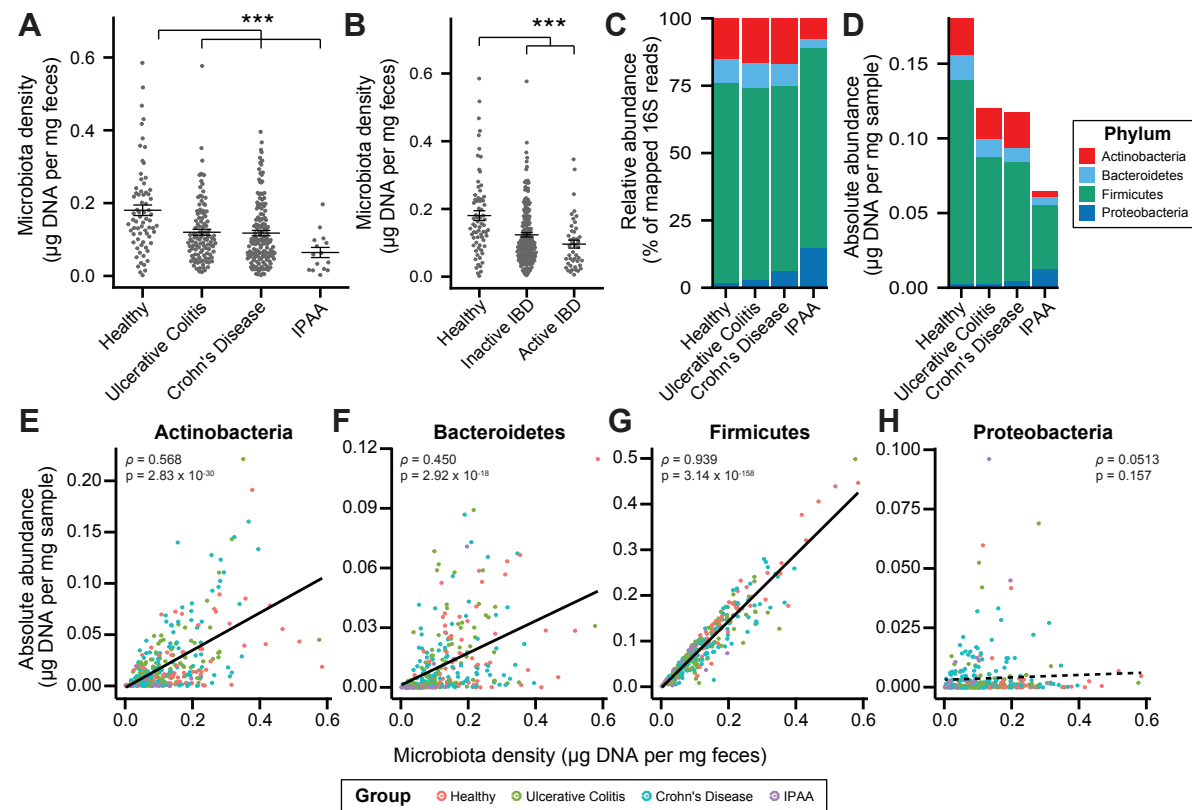 A
Microbiota density
(µg DNA per mg feces)
0.6
0.4
0.2
0.0
***
Healthy
Ulcerative Colitis
Crohn's Disease
IPAA
B
Microbiota density
(µg DNA per mg feces)
0.8
0.6
0.4
0.2
0.0
***
Healthy
Inactive IBD
Active IBD
C
Relative abundance
(% of mapped 16S reads)
100
75
50
25
0
Healthy
Ulcerative Colitis
Crohn's Disease
IPAA
D
Absolute abundance
(µg DNA per mg sample)
0.15
0.10
0.05
0.00
Healthy
Ulcerative Colitis
Crohn's Disease
IPAA
Phylum
Actinobacteria
Bacteroidetes
Firmicutes
Proteobacteria
E
Actinobacteria
ρ = 0.568
p = 2.83 x 10-30
Absolute abundance
(µg DNA per mg sample)
0.20
0.15
0.10
0.05
0.00
0.0 0.2 0.4 0.6
F
Bacteroidetes
ρ = 0.450
p = 2.92 x 10-18
0.12
0.09
0.06
0.03
0.00
0.0 0.2 0.4 0.6
G
Firmicutes
ρ = 0.939
p = 3.14 x 10-158
0.5
0.4
0.3
0.2
0.1
0.0
0.0 0.2 0.4 0.6
H
Proteobacteria
ρ = 0.0513
p = 0.157
0.100
0.075
0.050
0.025
0.000
0.0 0.2 0.4 0.6
Microbiota density (µg DNA per mg feces)
Group Healthy Ulcerative Colitis Crohn's Disease IPAA